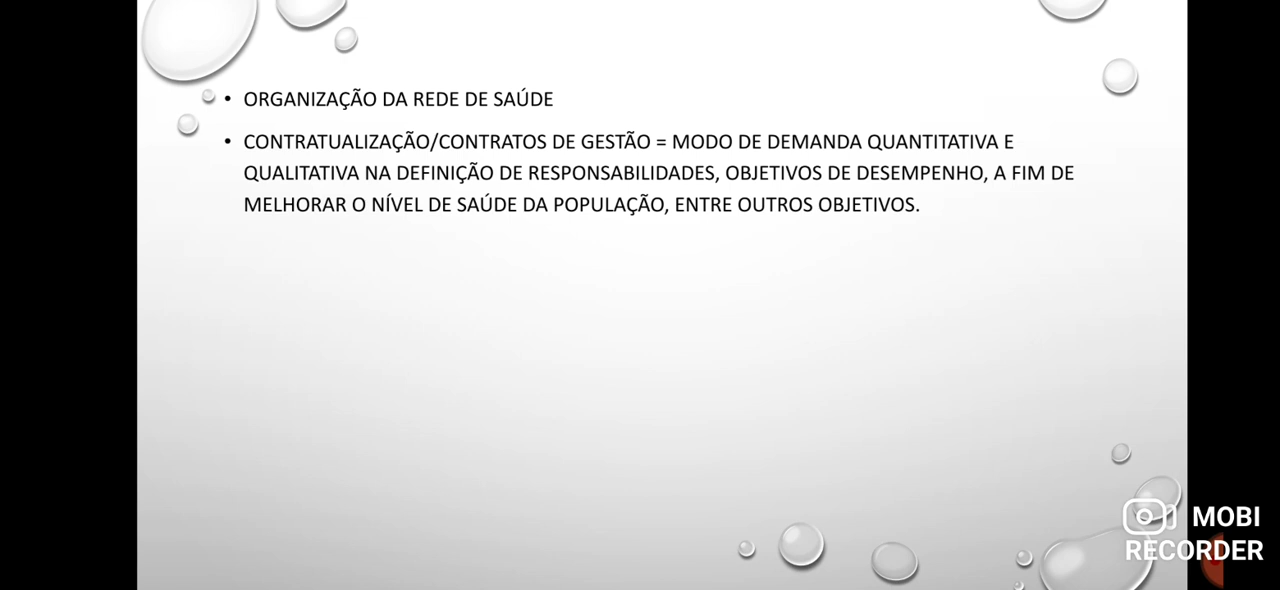 • ORGANIZAÇÃO DA REDE DE SAÚDE
• CONTRATUALIZAÇÃO/CONTRATOS DE GESTÃO = MODO DE DEMANDA QUANTITATIVA E
QUALITATIVA NA DEFINIÇÃO DE RESPONSABILIDADES, OBJETIVOS DE DESEMPENHO, A FIM DE
MELHORAR O NÍVEL DE SAÚDE DA POPULAÇÃO, ENTRE OUTROS OBJETIVOS.
MOBI
RECORDER